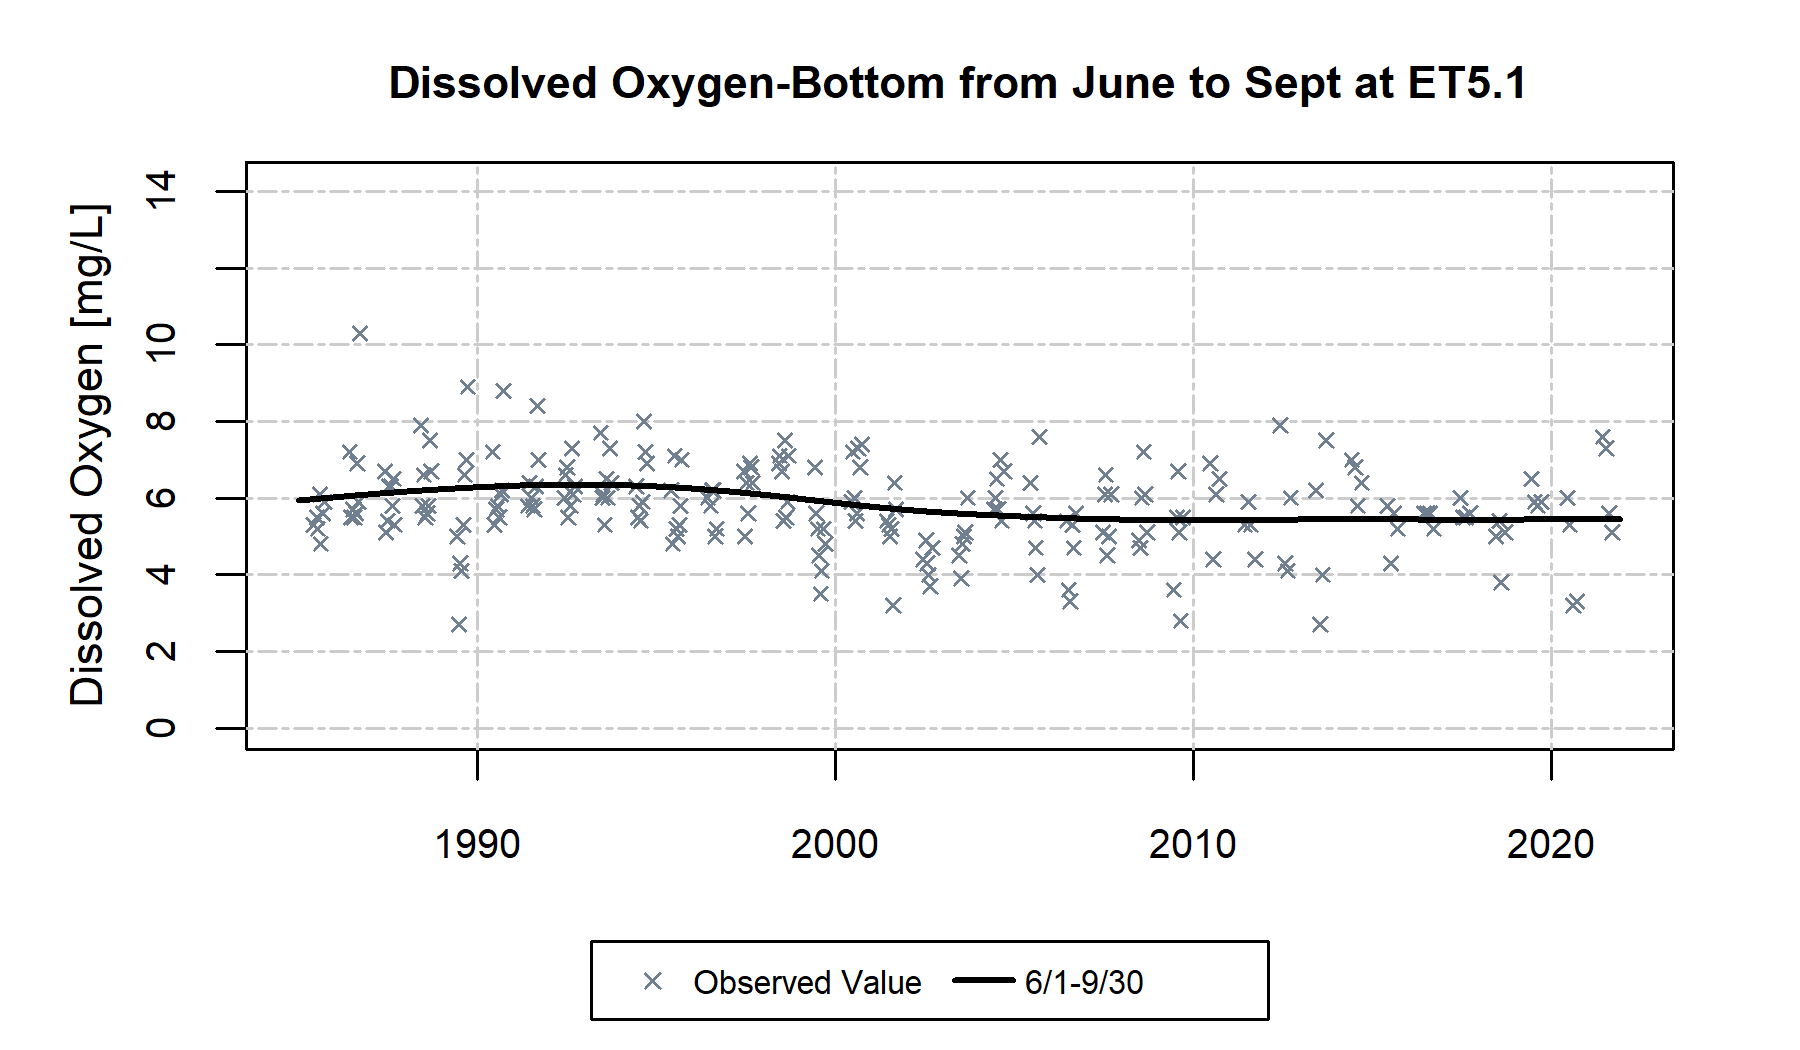 Dissolved Oxygen-Bottom from June to Sept at ET5.1
Dissolved Oxygen [mg/L]
14
10
8
6
4
2
0
1990 2000 2010 2020
Observed Value 6/1-9/30